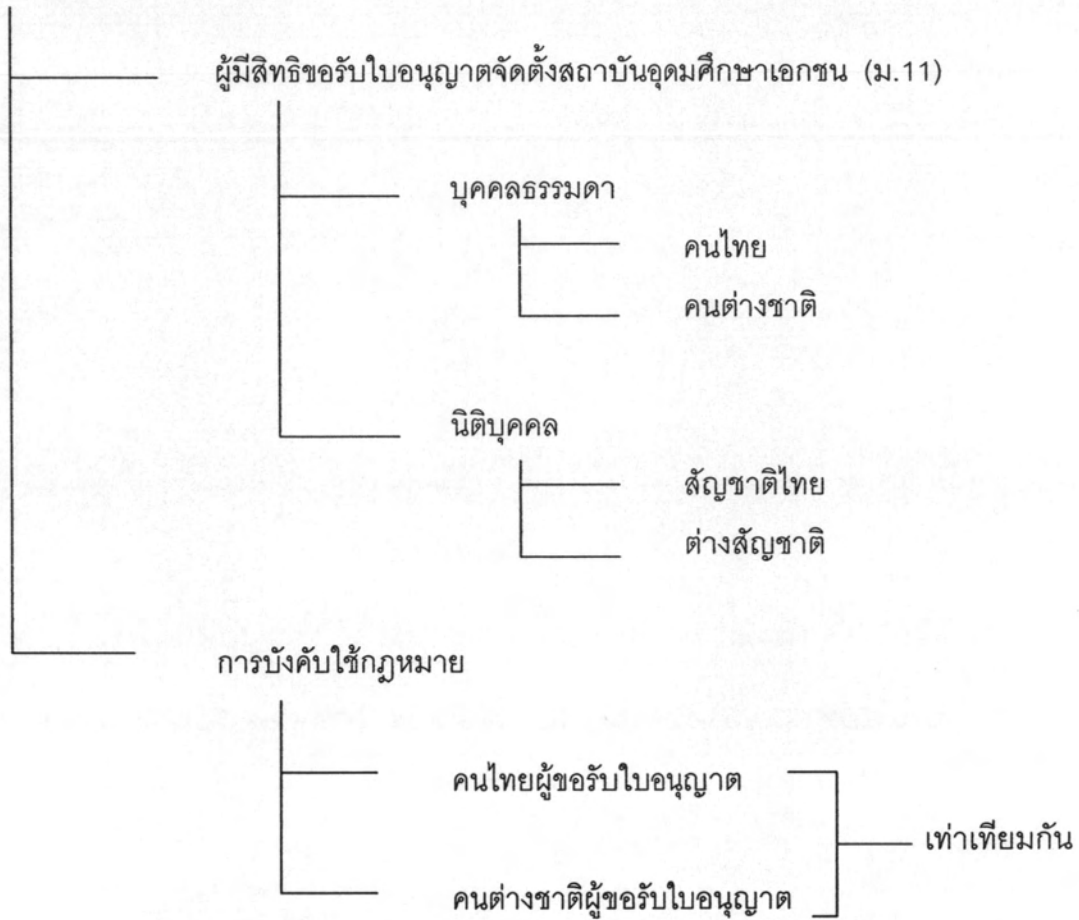 ผู้มีสิทธิขอรับใบอนุญาตจัดตั้งสถาบันอุดมศึกษาเอกชน (ม.11)
บุคคลธรรมดา
คนไทย
คนต่างชาติ
นิติบุคคล
สัญชาติไทย
ต่างสัญชาติ
การบังคับใช้กฎหมาย
คนไทยผู้ขอรับใบอนุญาต
เท่าเทียมกัน
คนต่างชาติผู้ขอรับใบอนุญาต